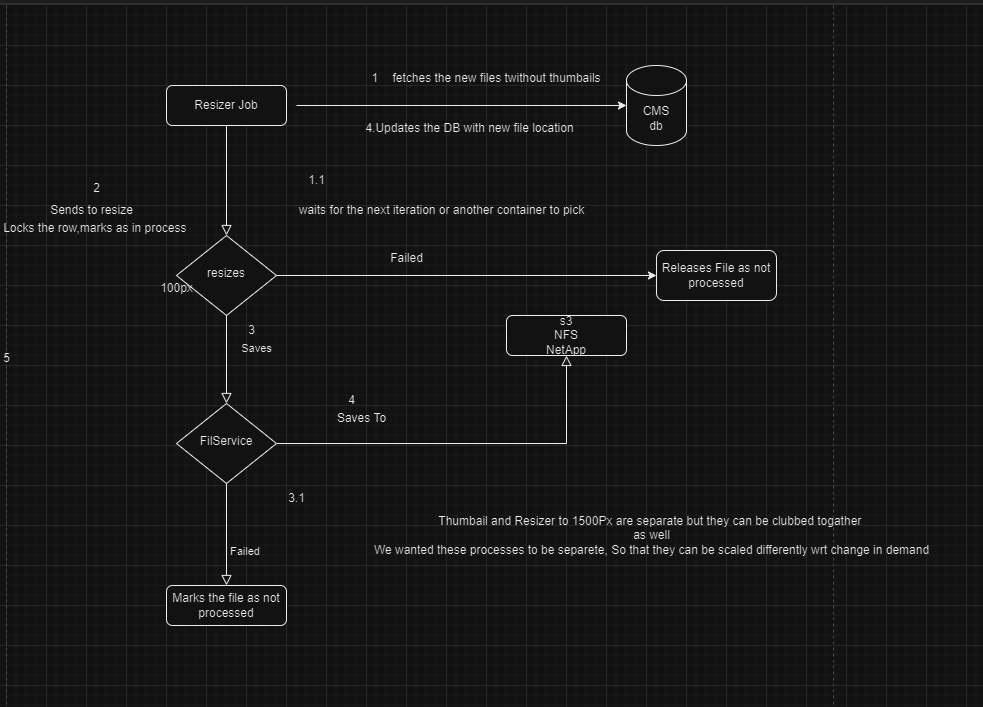 1 fetches the new files twithout thumbails
Resizer Job
CMS
db
4.Updates the DB with new file location
1.1
2
Sends to resize
Locks the row,marks as in process
waits for the next iteration or another container to pick
Failed
resizes
100px
Releases File as not
processed
s3
NFS
NetApp
3
Saves
5
4
Saves To
FilService
3.1
Thumbail and Resizer to 1500Px are separate but they can be clubbed togather
as well
We wanted these processes to be separete, So that they can be scaled differently wrt change in demand
Failed
Marks the file as not
processed